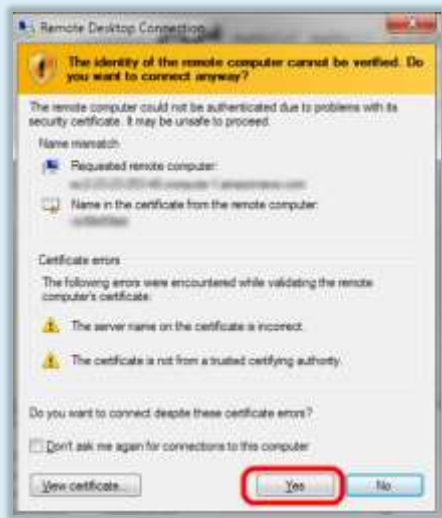 Remote Desktop Connection
The identity of the remote computer cannot be verified. Do
you want to connect anyway?
The remote computer could not be authenticated due to problems with its
security certificate. It may be unsafe to proceed.
Name mismatch
Requested remote computer:
Name in the certificate from the remote computer:
Certificate errors
The following errors were encountered while validating the remote
computer's certificate:
The server name on the certificate is incorrect.
The certificate is not from a trusted certifying authority.
Do you want to connect despite these certificate errors?
Don't ask me again for connections to this computer
View certificate...
Yes
No